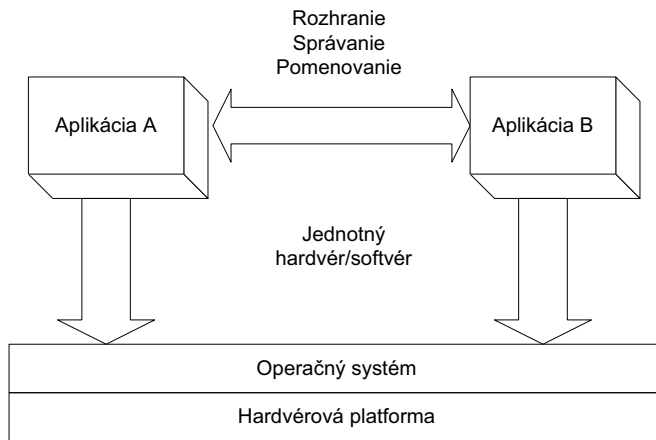 Rozhranie
Správanie
Pomenovanie
Aplikácia A
Aplikácia B
Jednotný
hardvér/softvér
Operačný systém
Hardvérová platforma